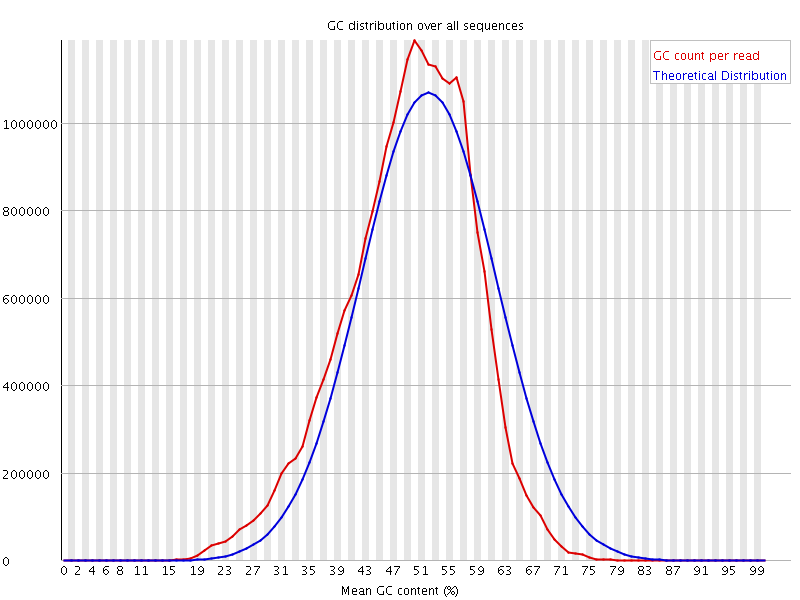 GC distribution over all sequences
GC count per read
Theoretical Distribution
1000000
800000
600000
400000
200000
0
0 2 4 6 8 11 15 19 23 27 31 35 39 43 47 51 55 59 63 67 71 75 79 83 87 91 95 99
Mean GC content (%)